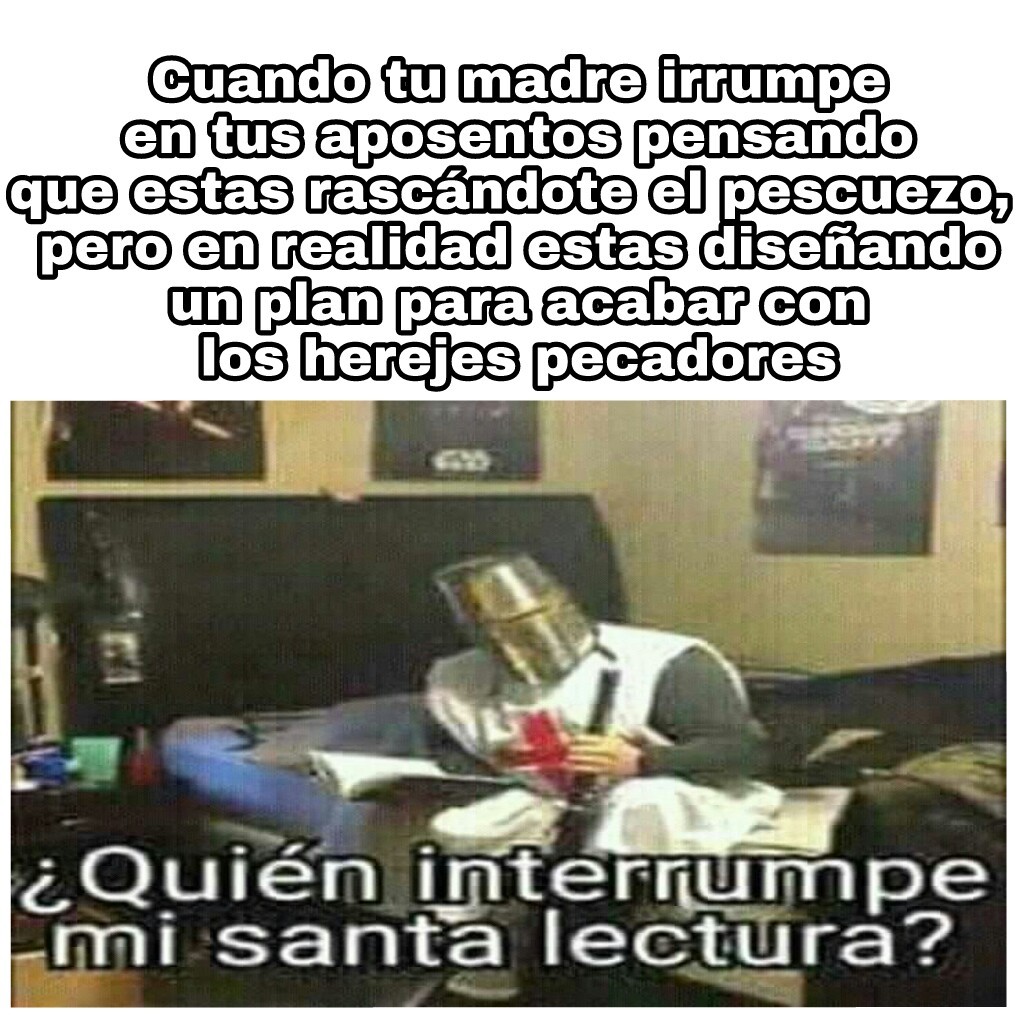 Cuando tu madre irrumpe
en tus aposentos pensando
que estas rascándote el pescuezo,
pero en realidad estas diseñando
un plan para acabar con
los herejes pecadores
¿Quién interrumpe
mi santa lectura?